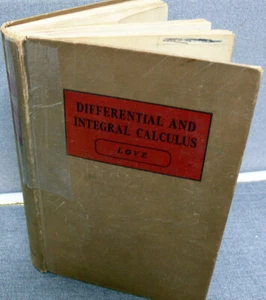 DIFFERENTIAL AND
INTEGRAL CALCULUS
LOVE